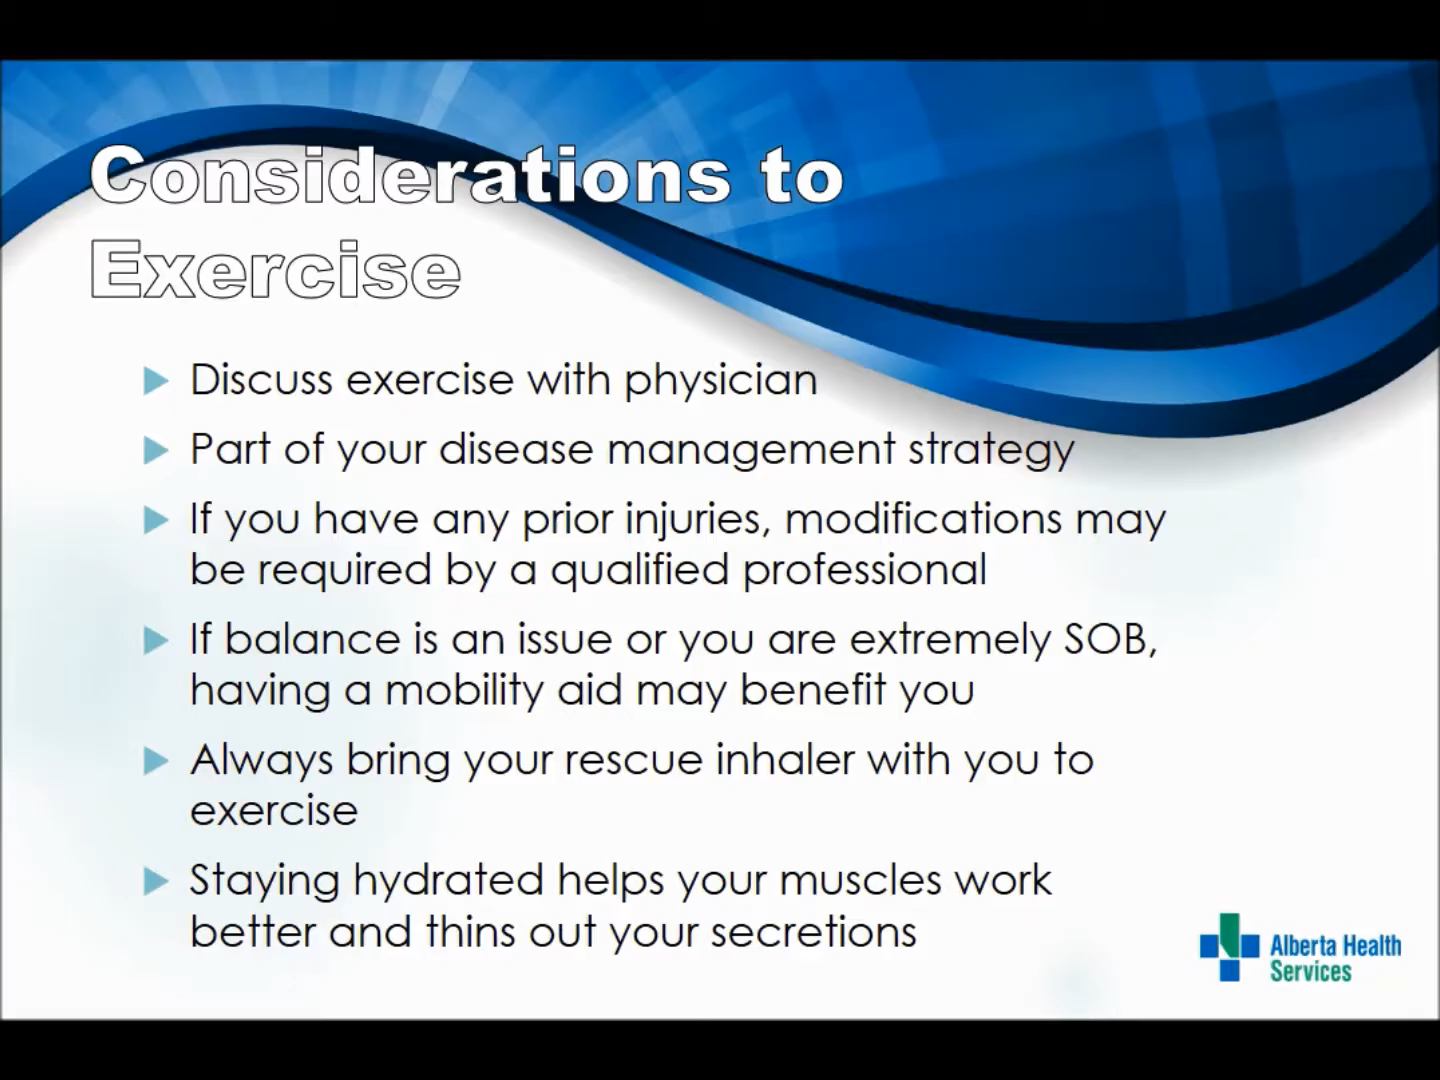 Considerations to
Exercise
Discuss exercise with physician
Part of your disease management strategy
If you have any prior injuries, modifications may
be required by a qualified professional
If balance is an issue or you are extremely SOB,
having a mobility aid may benefit you
Always bring your rescue inhaler with you to
exercise
Staying hydrated helps your muscles work
better and thins out your secretions
Alberta Health
Services